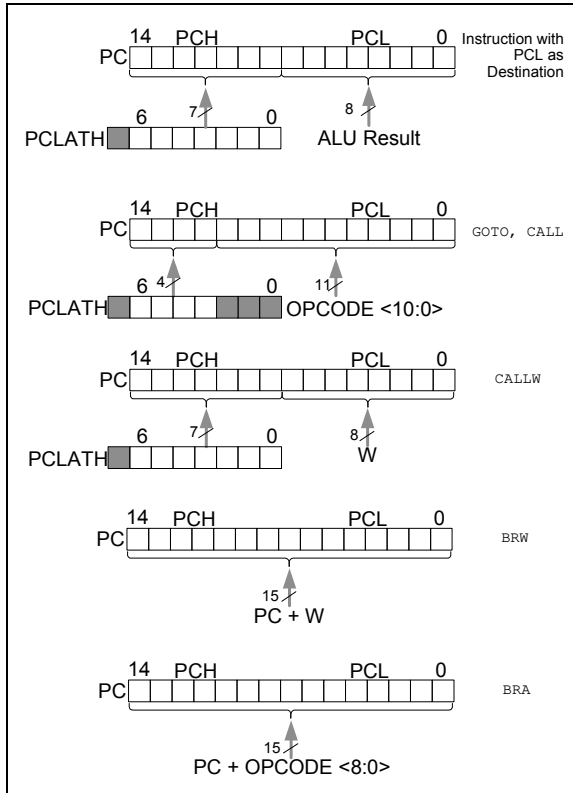 14 PCH PCL 0
PC
Instruction with
PCL as
Destination
7 8
6 0
PCLATH
ALU Result
14 PCH PCL 0
PC
GOTO, CALL
4 11
6 0
PCLATH
OPCODE <10:0>
14 PCH PCL 0
PC
CALLW
7 8
6 0
W
PCLATH
14 PCH PCL 0
PC
BRW
15
PC + W
14 PCH PCL 0
PC
BRA
15
PC + OPCODE <8:0>